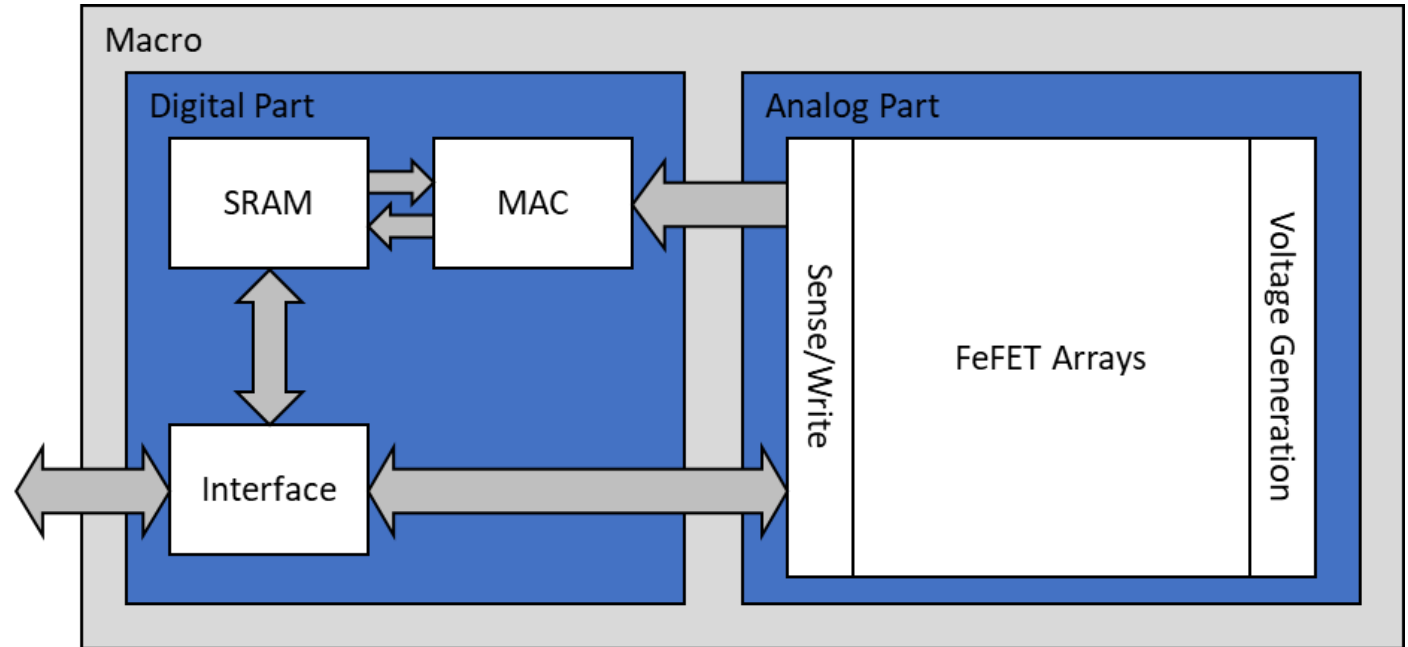 Macro
Digital Part
Analog Part
SRAM
MAC
Sense/Write
FeFET Arrays
Voltage Generation
Interface